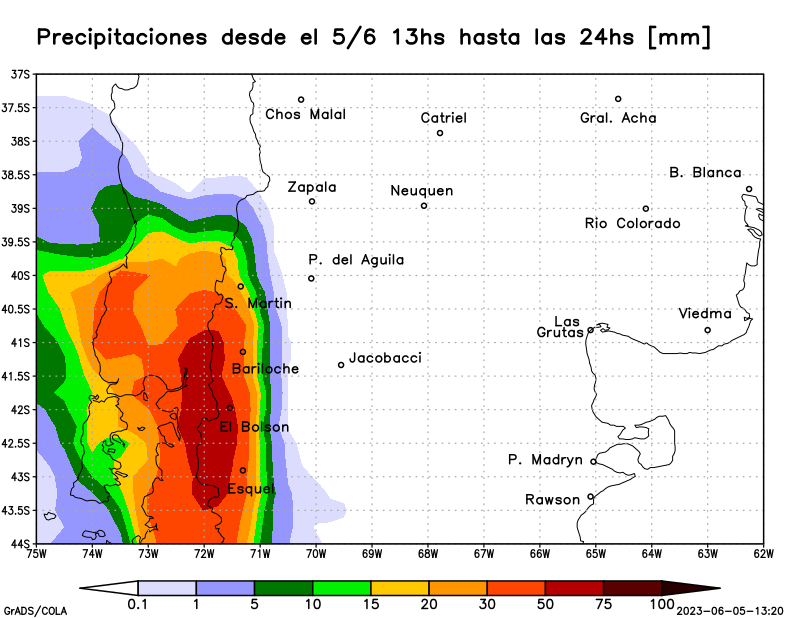 Precipitaciones desde el 5/6 13hs hasta las 24hs [mm]
37S
37.5S
Chos Malal
Catriel
Gral. Acha
38S
38.5S
B. Blanca
Zapala
Neuquen
39S
Rio Colorado
39.5S
P. del Aguila
40S
S. Martin
40.5S
Viedma
Las
Grutas
41S
Jacobacci
Bariloche
41.5S
42S
El Bolson
42.5S
P. Madryn
43S
Esquel
Rawson
43.5S
44S
75W 74W 73W 72W 71W 70W 69W 68W 67W 66W 65W 64W 63W 62W
0.1 1 5 10 15 20 30 50 75 100
GrADS/COLA
2023-06-05-13:20